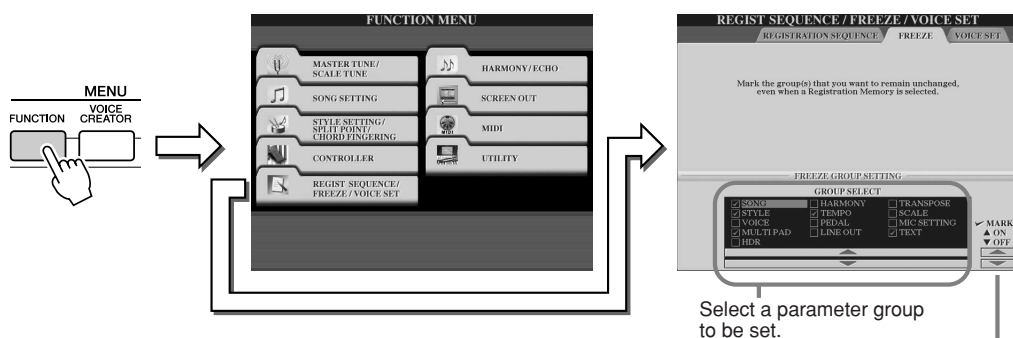 MENU
FUNCTION
VOICE
CREATOR
FUNCTION MENU
MASTER TUNE/
SCALE TUNE
SONG SETTING
STYLE SETTING/
SPLIT POINT/
CHORD FINGERING
CONTROLLER
REGIST SEQUENCE/
FREEZE/VOICE SET
HARMONY/ECHO
SCREEN OUT
MIDI
MIDI
UTILITY
REGIST SEQUENCE / FREEZE / VOICE SET
REGISTRATION SEQUENCE FREEZE VOICE SET
Mark the group(s) that you want to remain unchanged,
even when a Registration Memory is selected.
FREEZE GROUP SETTING
GROUP SELECT
SONG HARMONY TRANSPOSE
STYLE TEMPO SCALE
VOICE PEDAL MIC SETTING
MULTI PAD LINE OUT TEXT
HDR
MARK
▲ ON
▼ OFF
Select a parameter group
to be set.